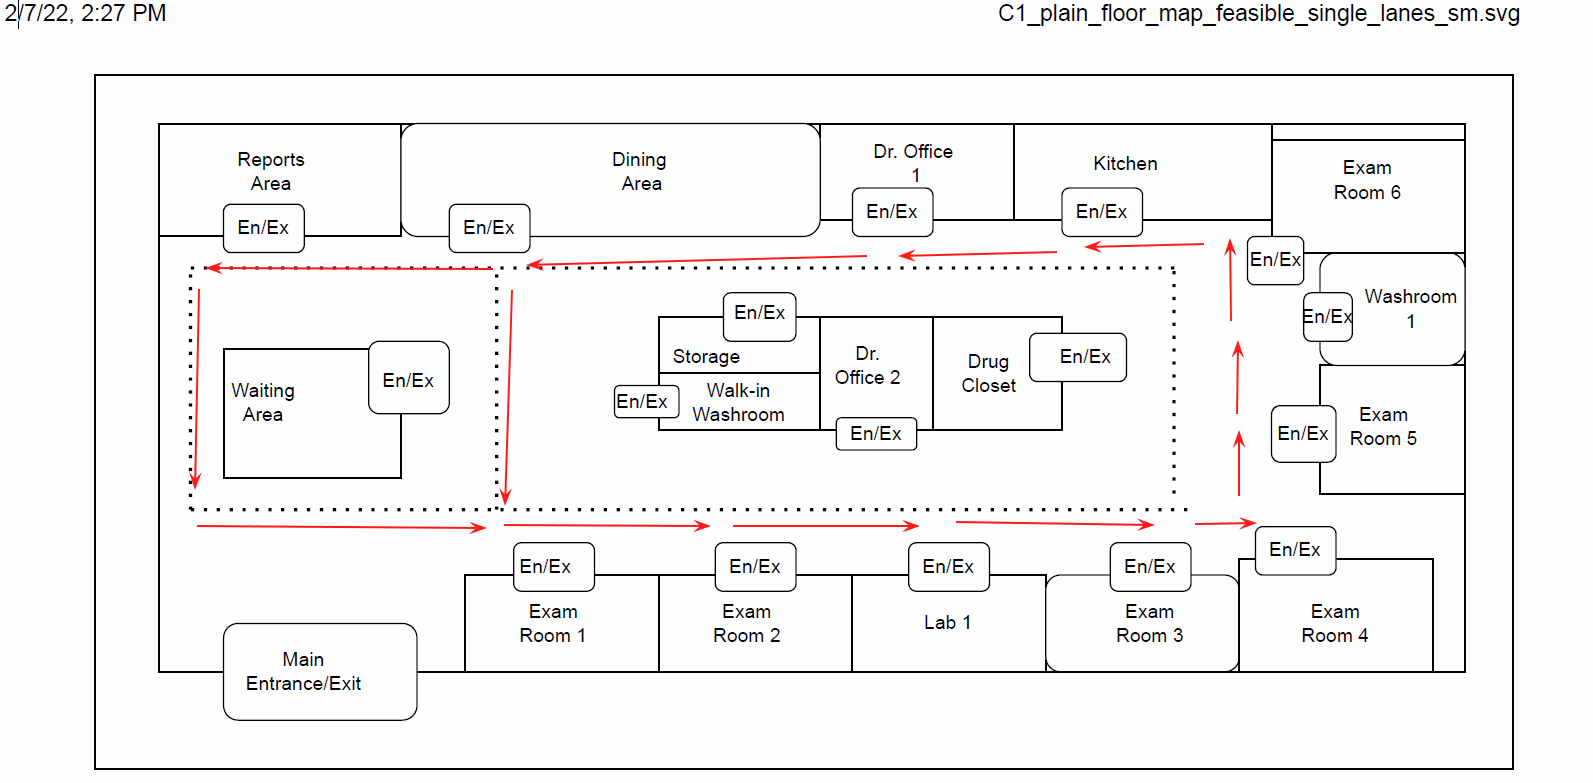 2/7/22, 2:27 PM
C1_plain_floor_map_feasible_single_lanes_sm.svg
Reports
Area
En/Ex
Dining
Area
En/Ex
Dr. Office
1
En/Ex
Kitchen
En/Ex
Exam
Room 6
En/Ex
Washroom
1
En/Ex
Waiting
Area
En/Ex
En/Ex
Storage
Walk-in
Washroom
En/Ex
Dr.
Office 2
En/Ex
Drug
Closet
En/Ex
Exam
Room 5
En/Ex
En/Ex
Exam
Room 1
En/Ex
Exam
Room 2
En/Ex
Lab 1
En/Ex
Exam
Room 3
En/Ex
Exam
Room 4
Main
Entrance/Exit